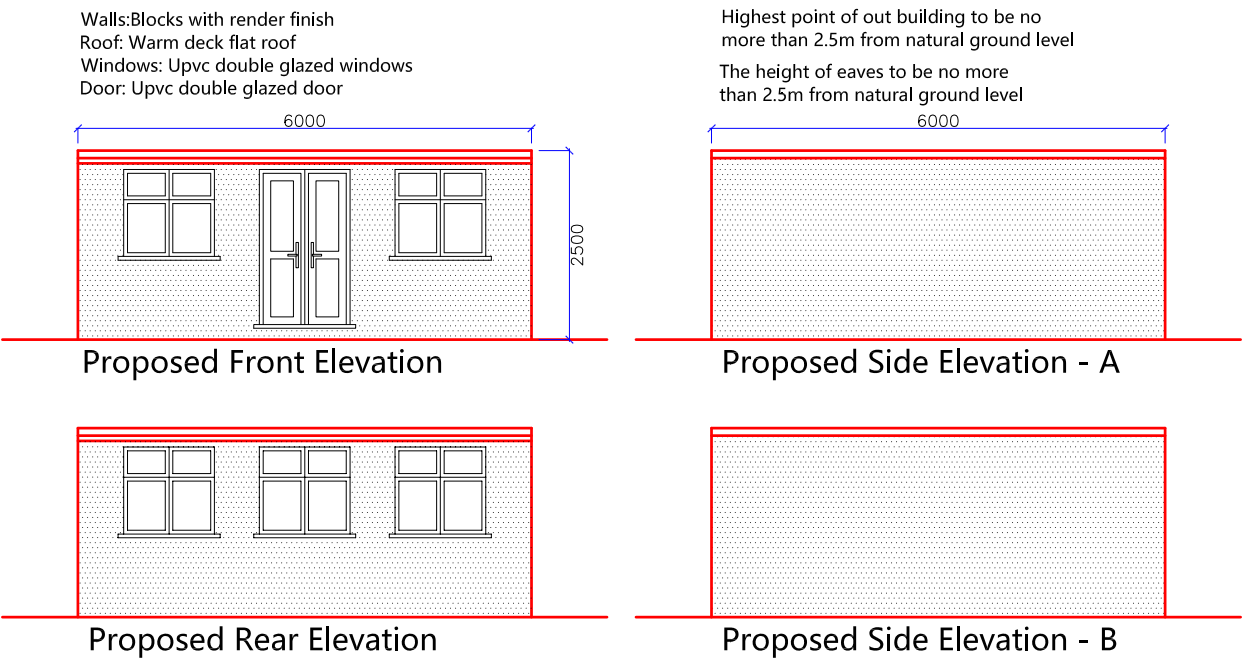 Walls:Blocks with render finish
Roof: Warm deck flat roof
Windows: Upvc double glazed windows
Door: Upvc double glazed door
Highest point of out building to be no
more than 2.5m from natural ground level
The height of eaves to be no more
than 2.5m from natural ground level
6000
6000
2500
Proposed Front Elevation
Proposed Side Elevation - A
Proposed Rear Elevation
Proposed Side Elevation - B